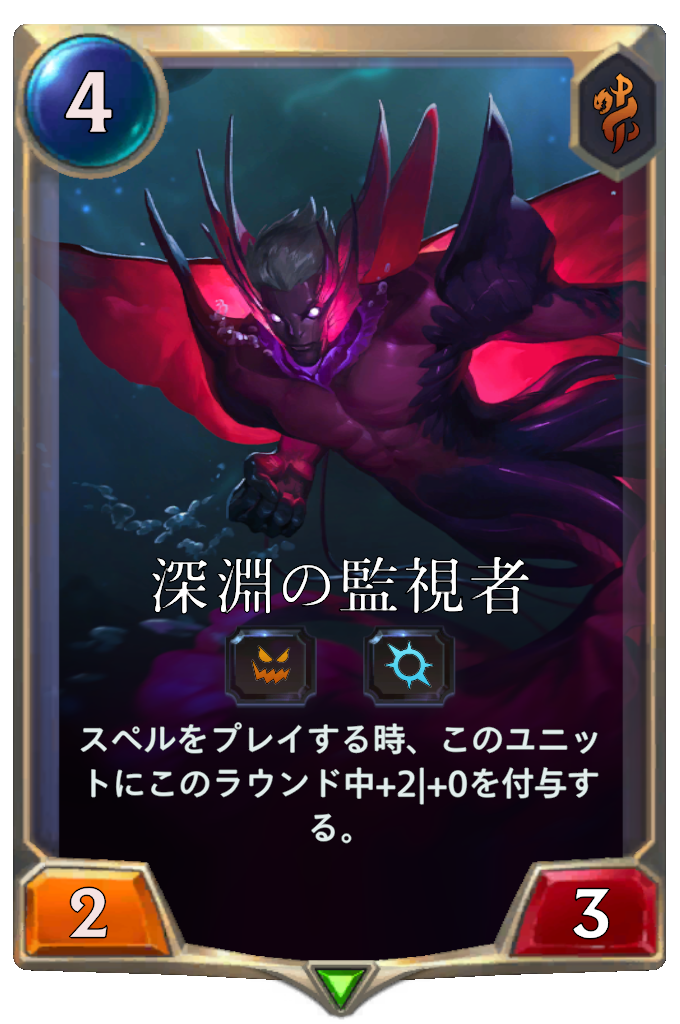 4
深淵の監視者
スペルをプレイする時、このユニッ
トにこのラウンド中+2|+0を付与す
る。
2
3